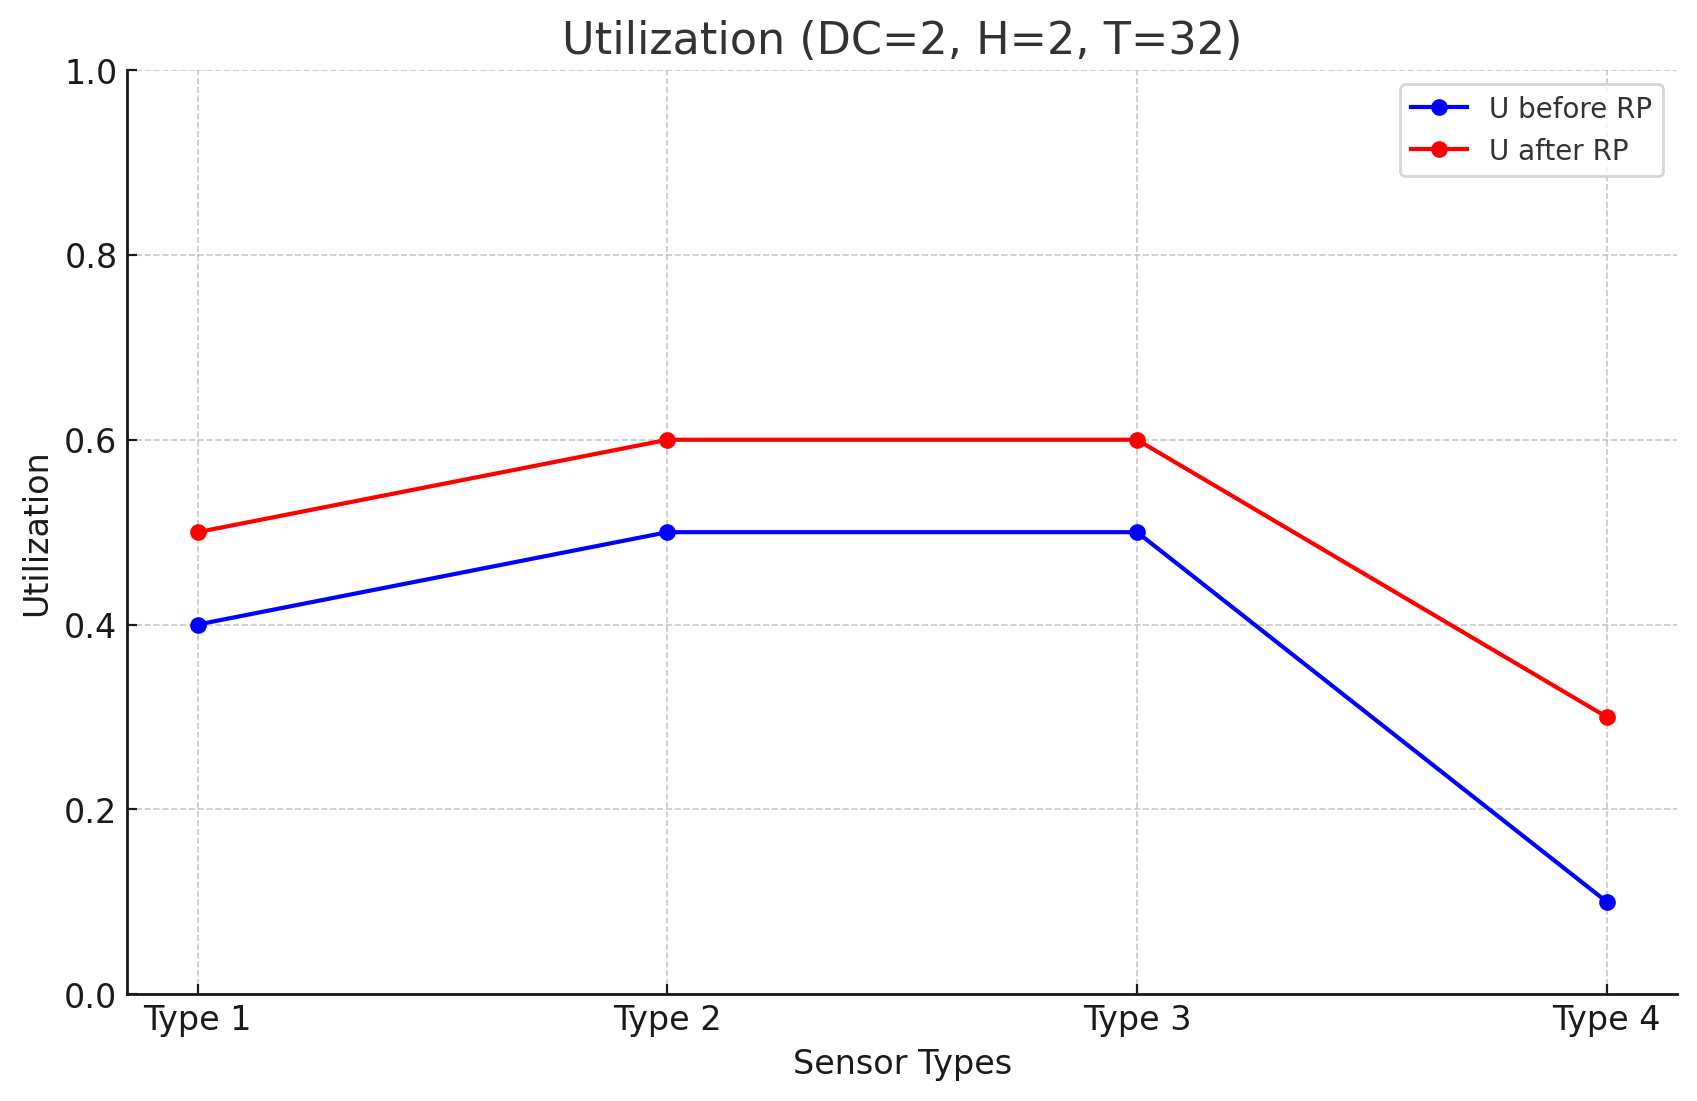 Utilization (DC=2, H=2, T=32)
U before RP
U after RP
1.0
0.8
0.6
0.4
0.2
0.0
Utilization
Type 1
Type 2
Type 3
Type 4
Sensor Types